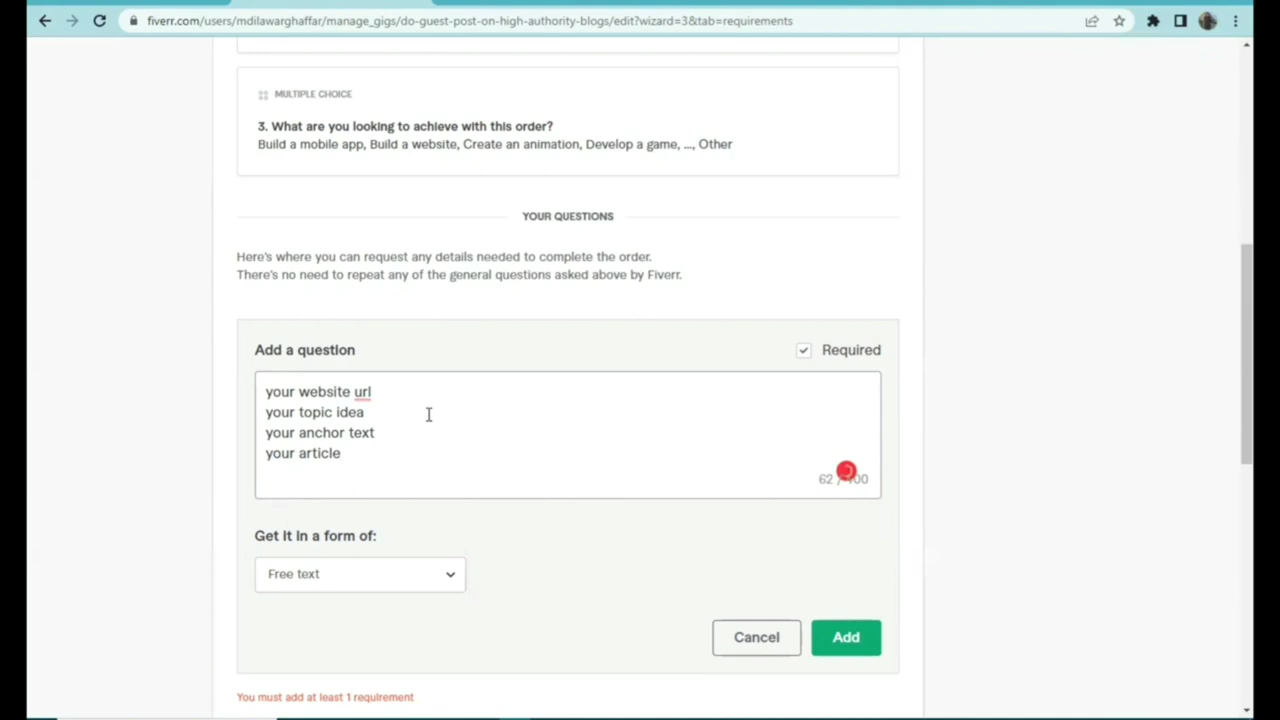 fiverr.com/users/mdilawarghaffar/manage_gigs/do-guest-post-on-high-authority-blogs/edit?wizard=3&tab=requirements
MULTIPLE CHOICE
3. What are you looking to achieve with this order?
Build a mobile app, Build a website, Create an animation, Develop a game, ..., Other
YOUR QUESTIONS
Here's where you can request any details needed to complete the order.
There's no need to repeat any of the general questions asked above by Fiverr.
Add a question
Required
your website url
your topic idea
your anchor text
your article
62 /
Get it in a form of:
Free text
Cancel
Add
You must add at least 1 requirement